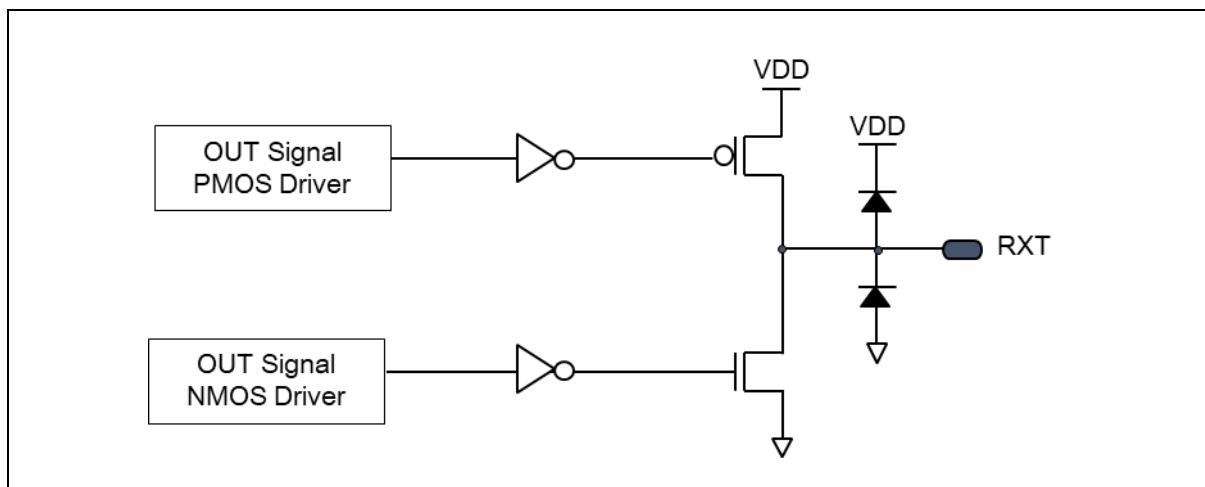 VDD
VDD
OUT Signal
PMOS Driver
RXT
OUT Signal
NMOS Driver